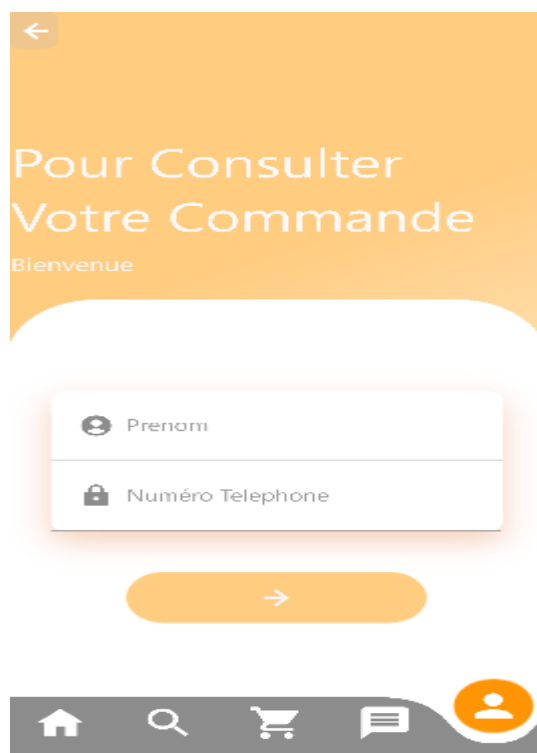 Pour Consulter
Votre Commande
Bienvenue
Prenom
Numéro Telephone